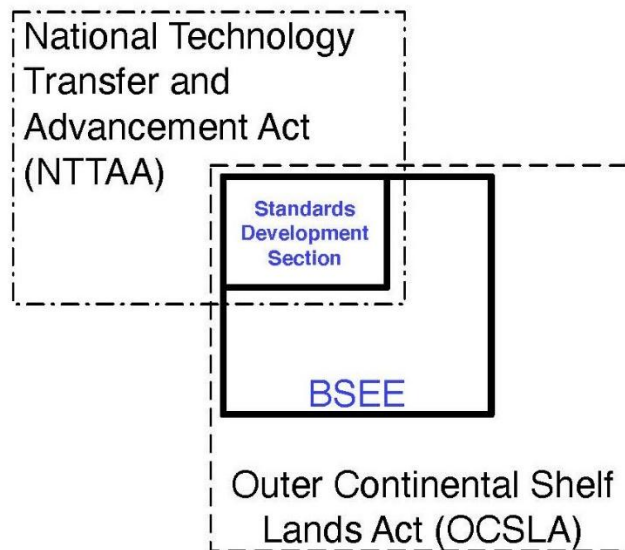 National Technology
Transfer and
Advancement Act
(NTTAA)
Standards
Development
Section
BSEE
Outer Continental Shelf
Lands Act (OCSLA)